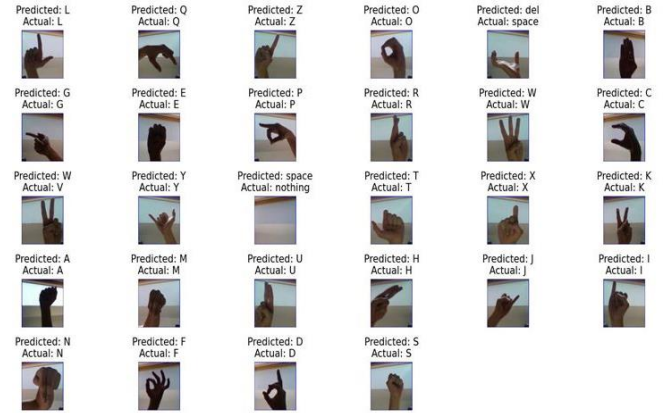 Predicted: L
Actual: L
Predicted: Q
Actual: Q
Predicted: Z
Actual: Z
Predicted: O
Actual: O
Predicted: del
Actual: space
Predicted: B
Actual: B
Predicted: G
Actual: G
Predicted: E
Actual: E
Predicted: P
Actual: P
Predicted: R
Actual: R
Predicted: W
Actual: W
Predicted: C
Actual: C
Predicted: W
Actual: V
Predicted: Y
Actual: Y
Predicted: space
Actual: nothing
Predicted: T
Actual: T
Predicted: X
Actual: X
Predicted: K
Actual: K
Predicted: A
Actual: A
Predicted: M
Actual: M
Predicted: U
Actual: U
Predicted: H
Actual: H
Predicted: J
Actual: J
Predicted: I
Actual: I
Predicted: N
Actual: N
Predicted: F
Actual: F
Predicted: D
Actual: D
Predicted: S
Actual: S